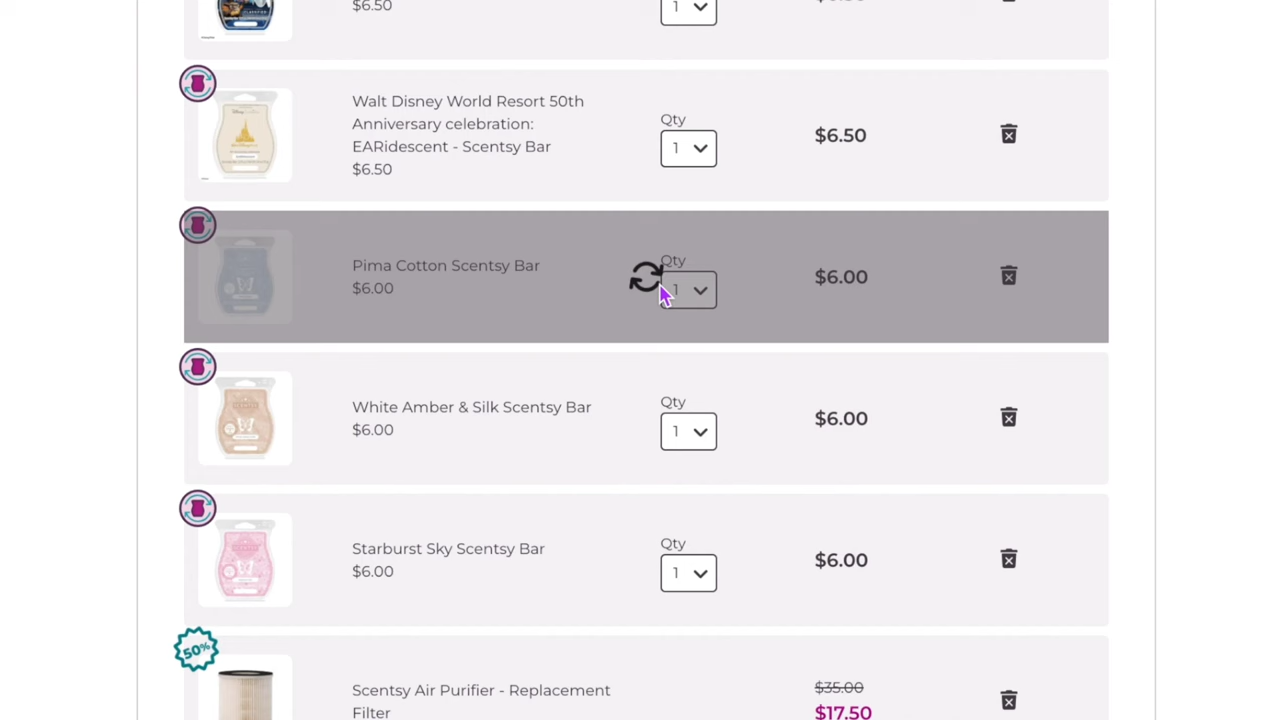 $6.50
1
Walt Disney World Resort 50th
Anniversary celebration:
EARidescent - Scentsy Bar
$6.50
Qty
1
$6.50
Pima Cotton Scentsy Bar
$6.00
Qty
1
$6.00
White Amber & Silk Scentsy Bar
$6.00
Qty
1
$6.00
Starburst Sky Scentsy Bar
$6.00
Qty
1
$6.00
50%
Scentsy Air Purifier - Replacement
Filter
$35.00
$17.50